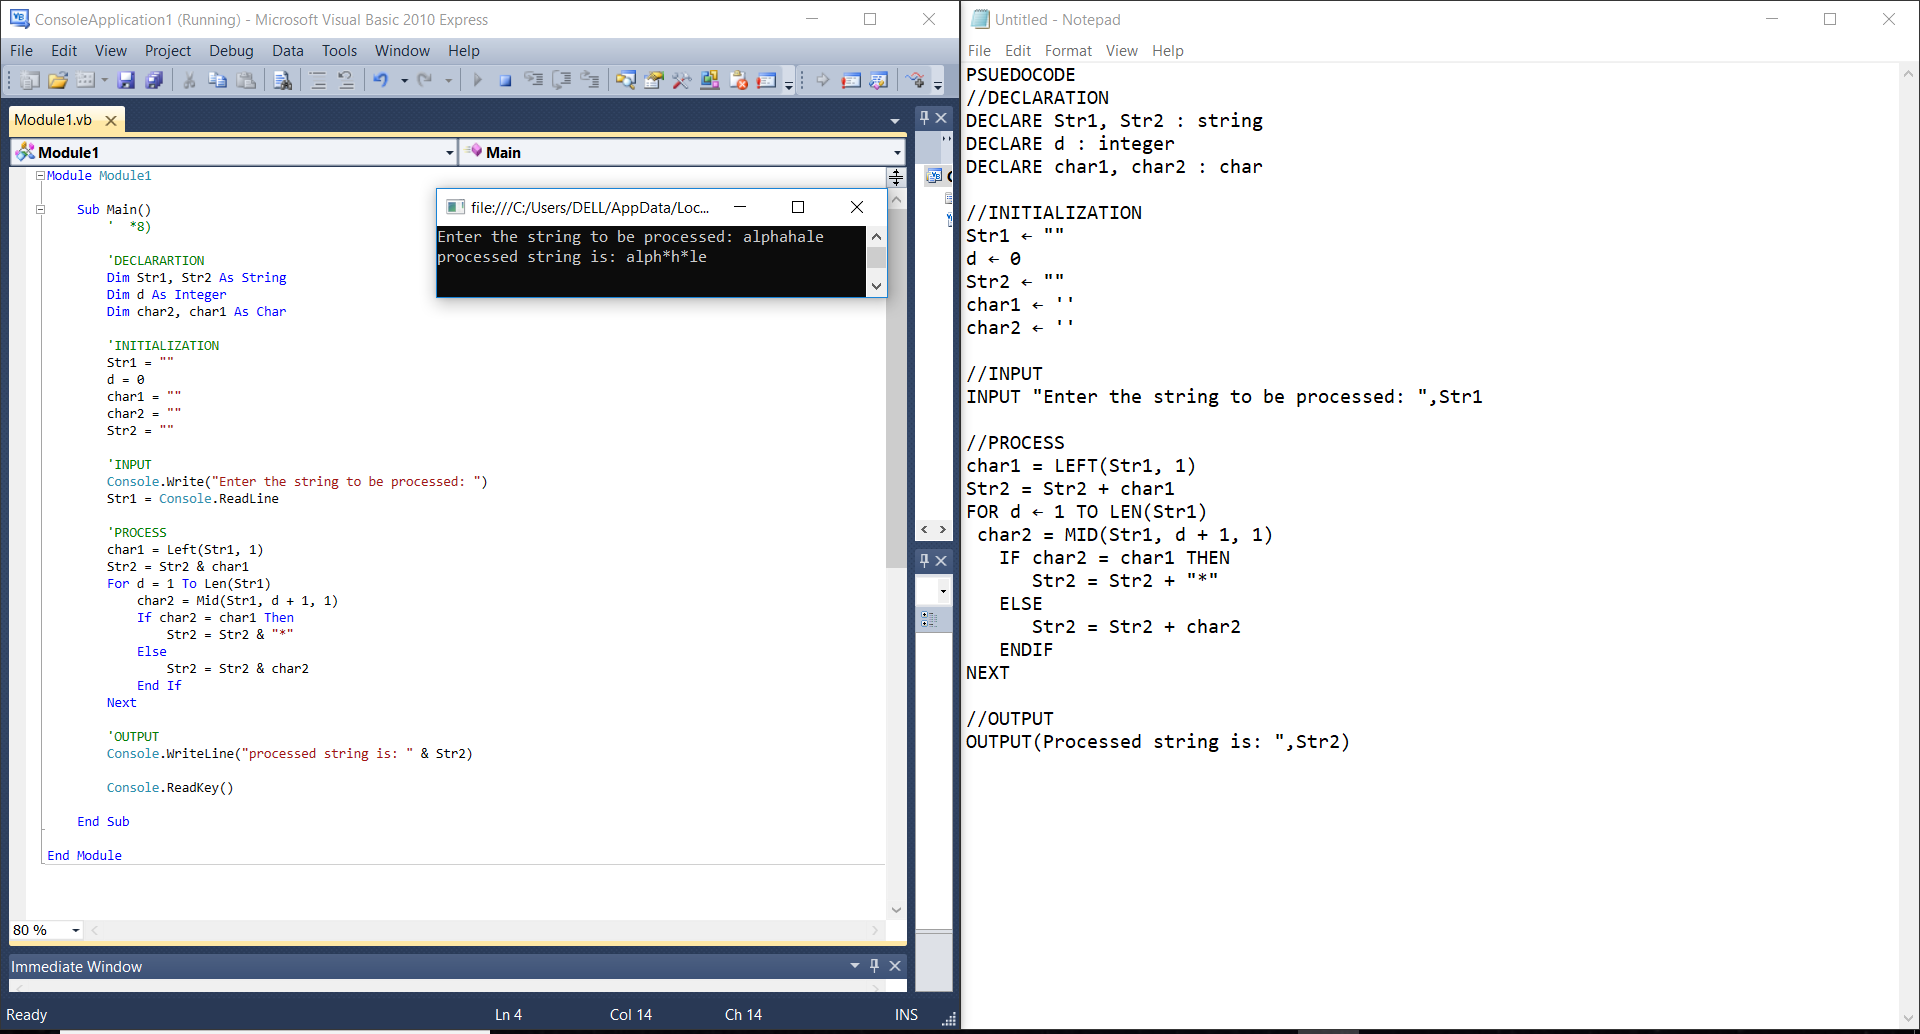 ConsoleApplication1 (Running) - Microsoft Visual Basic 2010 Express
File Edit View Project Debug Data Tools Window Help
Module1.vb
Module1
Main
Module Module1
Sub Main()
' *8)
'DECLARARTION
Dim Str1, Str2 As String
Dim d As Integer
Dim char2, char1 As Char
'INITIALIZATION
Str1 = ""
d = 0
char1 = ""
char2 = ""
Str2 = ""
'INPUT
Console.Write("Enter the string to be processed: ")
Str1 = Console.ReadLine
'PROCESS
char1 = Left(Str1, 1)
Str2 = Str2 & char1
For d = 1 To Len(Str1)
char2 = Mid(Str1, d + 1, 1)
If char2 = char1 Then
Str2 = Str2 & "*"
Else
Str2 = Str2 & char2
End If
Next
'OUTPUT
Console.WriteLine("processed string is: " & Str2)
Console.ReadKey()
End Sub
End Module
80 %
Immediate Window
Ready
Ln 4
Col 14
Ch 14
INS
file:///C:/Users/DELL/AppData/Loc...
Enter the string to be processed: alphahale
processed string is: alph*h*le
Untitled - Notepad
File Edit Format View Help
PSUEDOCODE
//DECLARATION
DECLARE Str1, Str2 : string
DECLARE d : integer
DECLARE char1, char2 : char
//INITIALIZATION
Str1 ← ""
d ← 0
Str2 ← ""
char1 ← ''
char2 ← ''
//INPUT
INPUT "Enter the string to be processed: ",Str1
//PROCESS
char1 = LEFT(Str1, 1)
Str2 = Str2 + char1
FOR d ← 1 TO LEN(Str1)
char2 = MID(Str1, d + 1, 1)
IF char2 = char1 THEN
Str2 = Str2 + "*"
ELSE
Str2 = Str2 + char2
ENDIF
NEXT
//OUTPUT
OUTPUT(Processed string is: ",Str2)